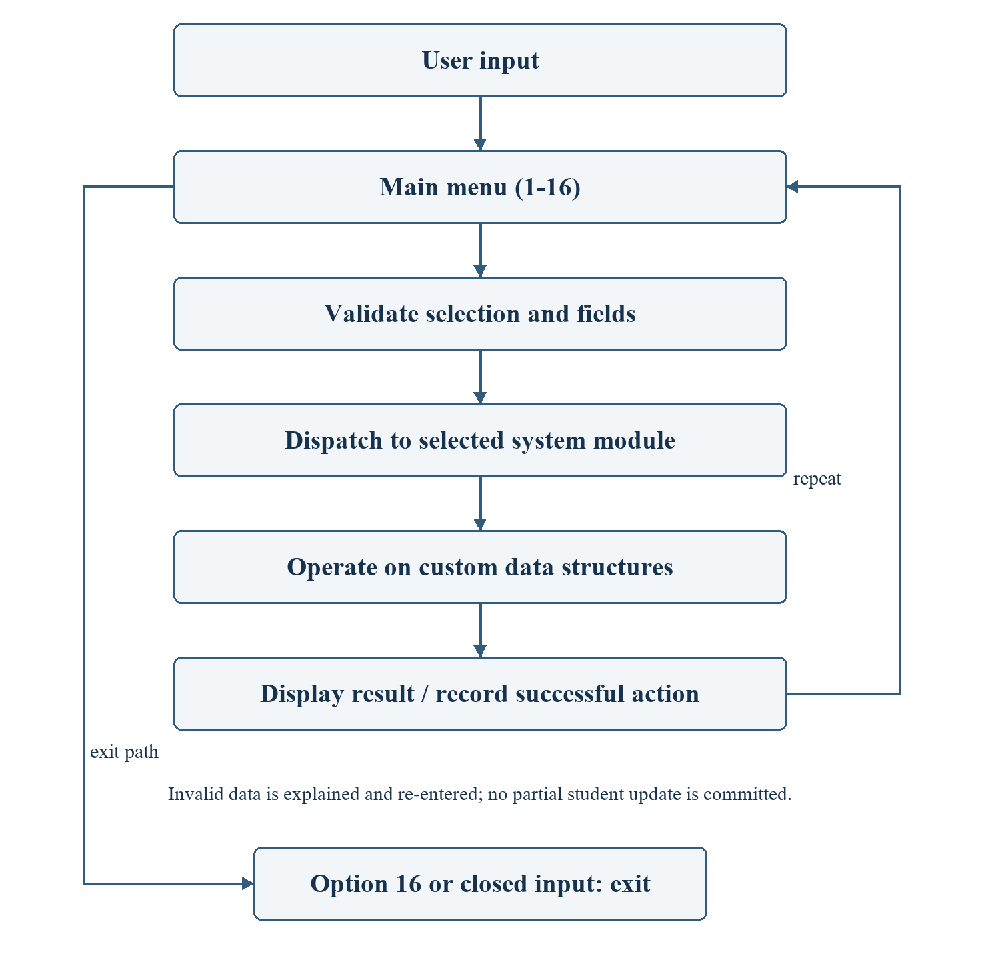 User input
Main menu (1-16)
Validate selection and fields
Dispatch to selected system module
repeat
Operate on custom data structures
Display result / record successful action
exit path
Invalid data is explained and re-entered; no partial student update is committed.
Option 16 or closed input: exit